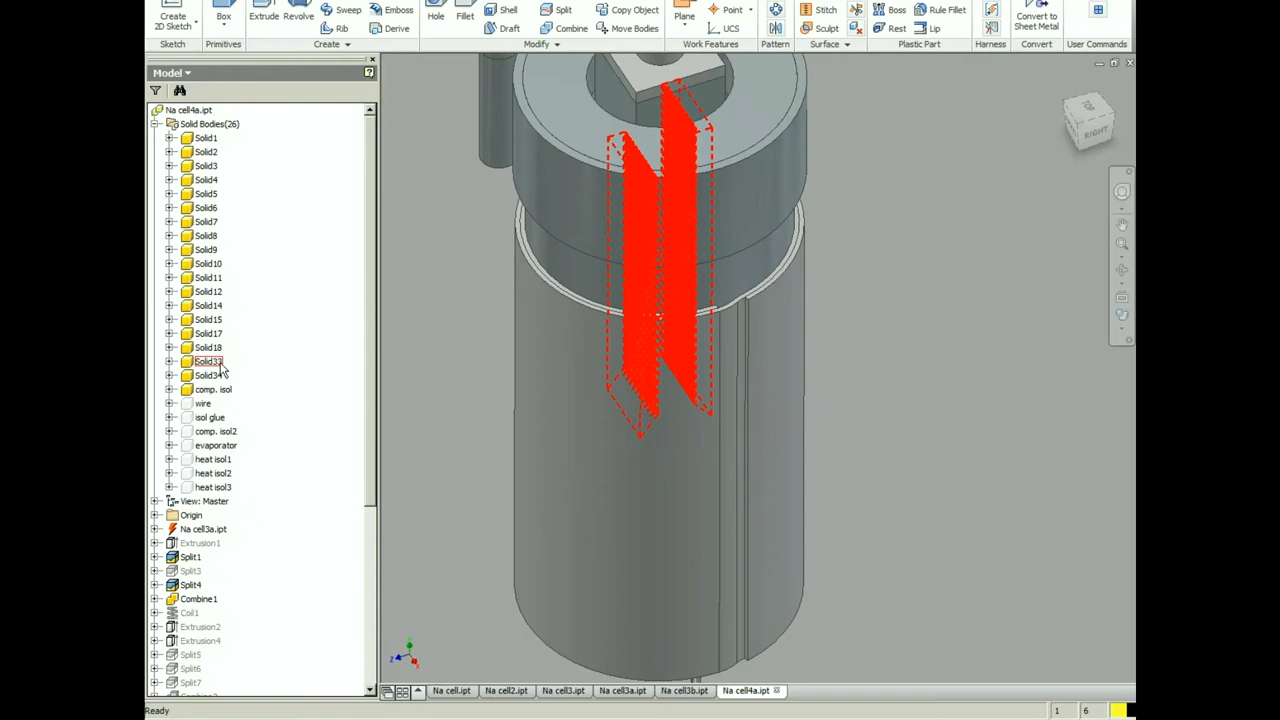 Create 2D Sketch
Box
Extrude
Revolve
Sweep
Emboss
Rib
Derive
Hole
Fillet
Shell
Split
Copy Object
Draft
Combine
Move Bodies
Plane
Point
UCS
Stitch
Sculpt
Boss
Rule Fillet
Rest
Lip
Convert to Sheet Metal
Sketch
Primitives
Create
Modify
Work Features
Pattern
Surface
Plastic Part
Harness
Convert
User Commands
Model
Na cell4a.ipt
Solid Bodies(26)
Solid1
Solid2
Solid3
Solid4
Solid5
Solid6
Solid7
Solid8
Solid9
Solid10
Solid11
Solid12
Solid14
Solid15
Solid17
Solid18
Solid33
Solid34
comp. isol
wire
isol glue
comp. isol2
evaporator
heat isol1
heat isol2
heat isol3
View: Master
Origin
Na cell3a.ipt
Extrusion1
Split1
Split3
Split4
Combine1
Coil1
Extrusion2
Extrusion4
Split5
Split6
Split7
TOP
RIGHT
Na cell.ipt
Na cell2.ipt
Na cell3.ipt
Na cell3a.ipt
Na cell3b.ipt
Na cell4a.ipt
Ready
1
6